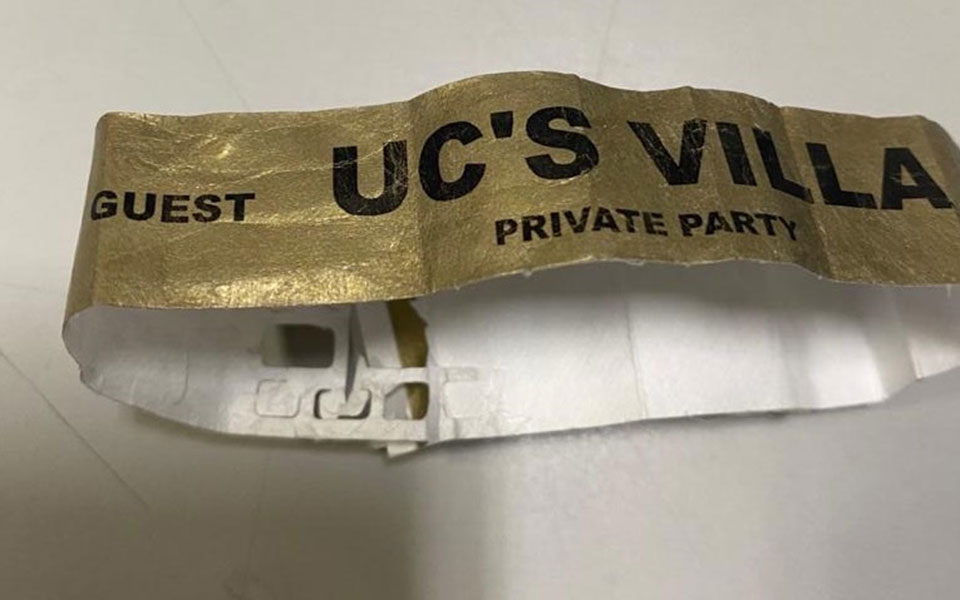 GUEST
UC'S VILLA
PRIVATE PARTY